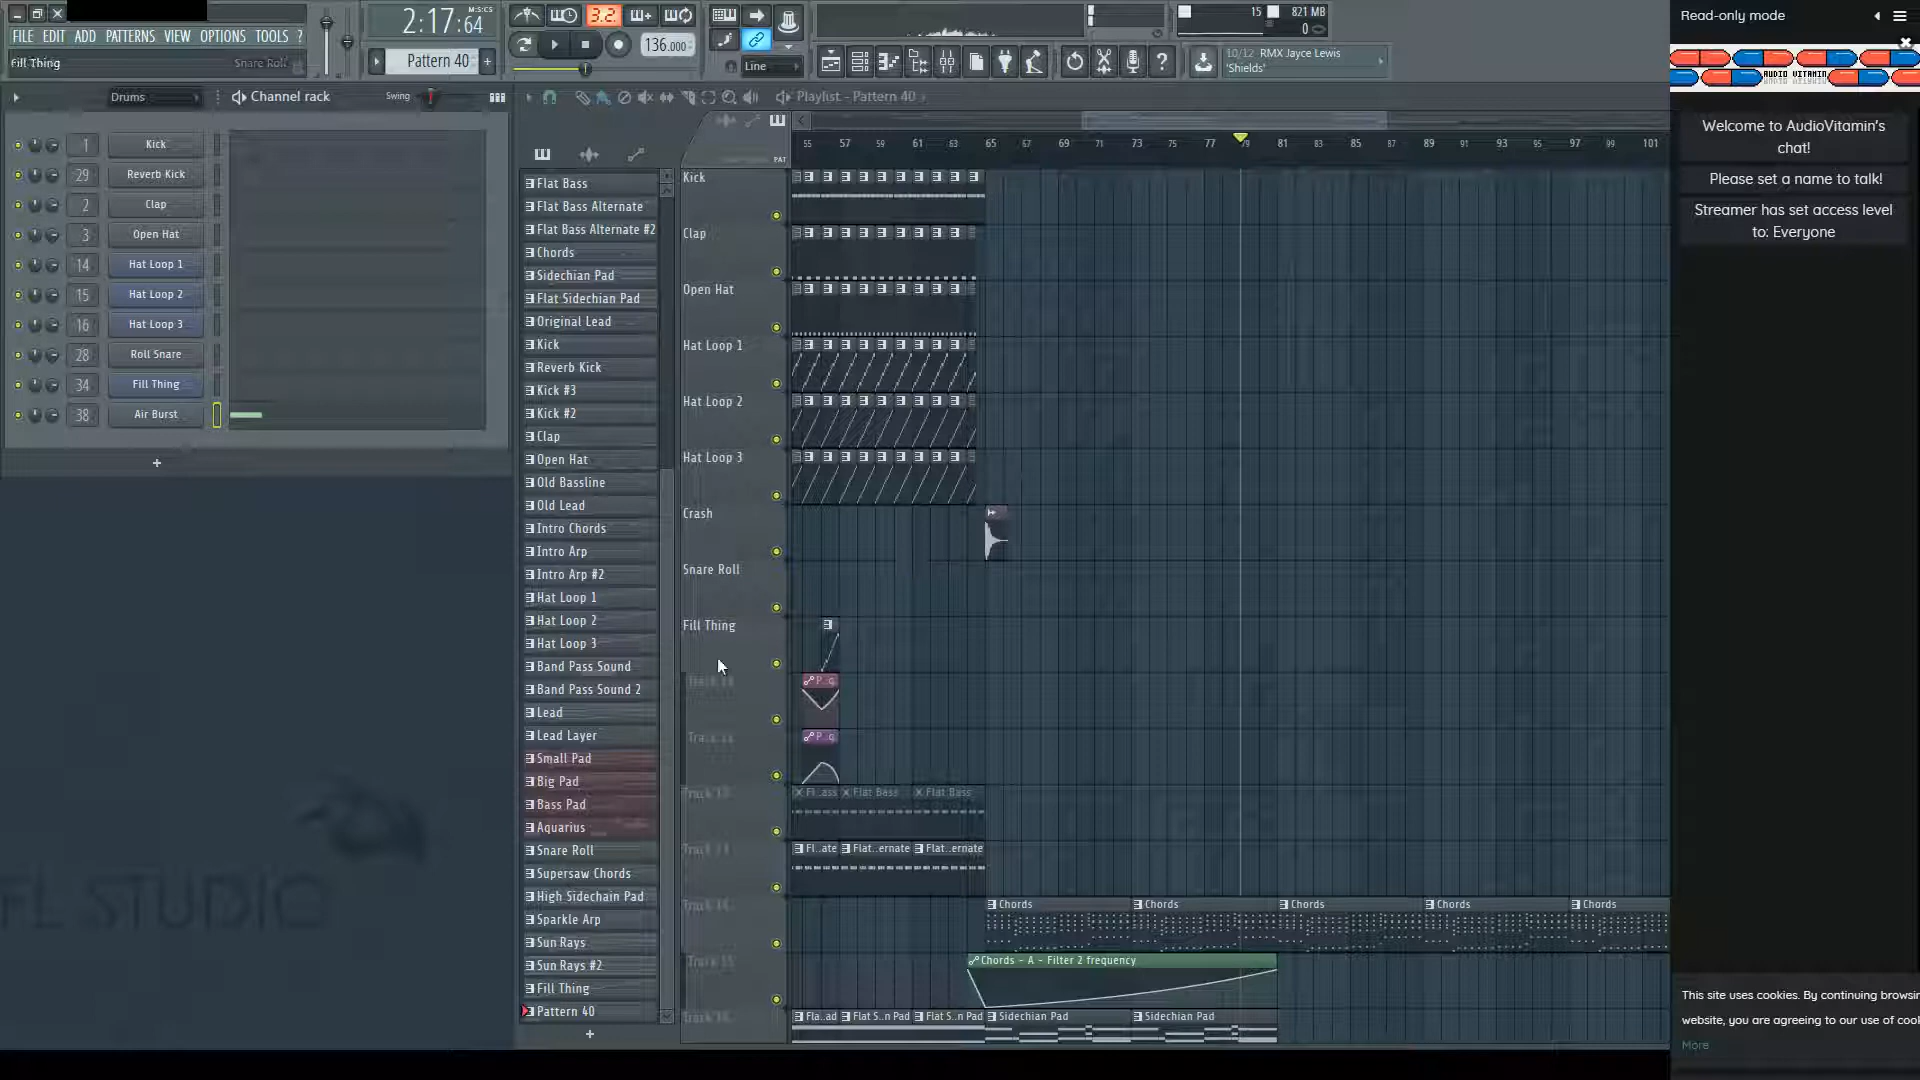 2:17:64
M:S:CS
3.2
15
821 MB
0
FILE EDIT ADD PATTERNS VIEW OPTIONS TOOLS ?
Pattern 40
136.000
Line
10/12 RMX Jayce Lewis
'Shields'
Fill Thing
Snare Roll
Drums
Channel rack
Swing
Playlist - Pattern 40
1 Kick
29 Reverb Kick
2 Clap
3 Open Hat
14 Hat Loop 1
15 Hat Loop 2
16 Hat Loop 3
28 Roll Snare
34 Fill Thing
38 Air Burst
+
FL STUDIO
Flat Bass
Flat Bass Alternate
Flat Bass Alternate #2
Chords
Sidechian Pad
Flat Sidechian Pad
Original Lead
Kick
Reverb Kick
Kick #3
Kick #2
Clap
Open Hat
Old Bassline
Old Lead
Intro Chords
Intro Arp
Intro Arp #2
Hat Loop 1
Hat Loop 2
Hat Loop 3
Band Pass Sound
Band Pass Sound 2
Lead
Lead Layer
Small Pad
Big Pad
Bass Pad
Aquarius
Snare Roll
Supersaw Chords
High Sidechain Pad
Sparkle Arp
Sun Rays
Sun Rays #2
Fill Thing
Pattern 40
+
PAT
55 57 59 61 63 65 67 69 71 73 75 77 79 81 83 85 87 89 91 93 95 97 99 101
Kick
Clap
Open Hat
Hat Loop 1
Hat Loop 2
Hat Loop 3
Crash
Snare Roll
Fill Thing
P..q
P..q
Fl..ass Flat Bass Flat Bass
Fl..ate Flat..ernate Flat..ernate
Chords Chords Chords Chords Chords
Track 15
Chords - A - Filter 2 frequency
Fla..ad Flat S..n Pad Flat S..n Pad Sidechian Pad Sidechian Pad
Read-only mode
AUDIO VITAMIN
Welcome to AudioVitamin's
chat!
Please set a name to talk!
Streamer has set access level
to: Everyone
This site uses cookies. By continuing browsin
website, you are agreeing to our use of cook
More